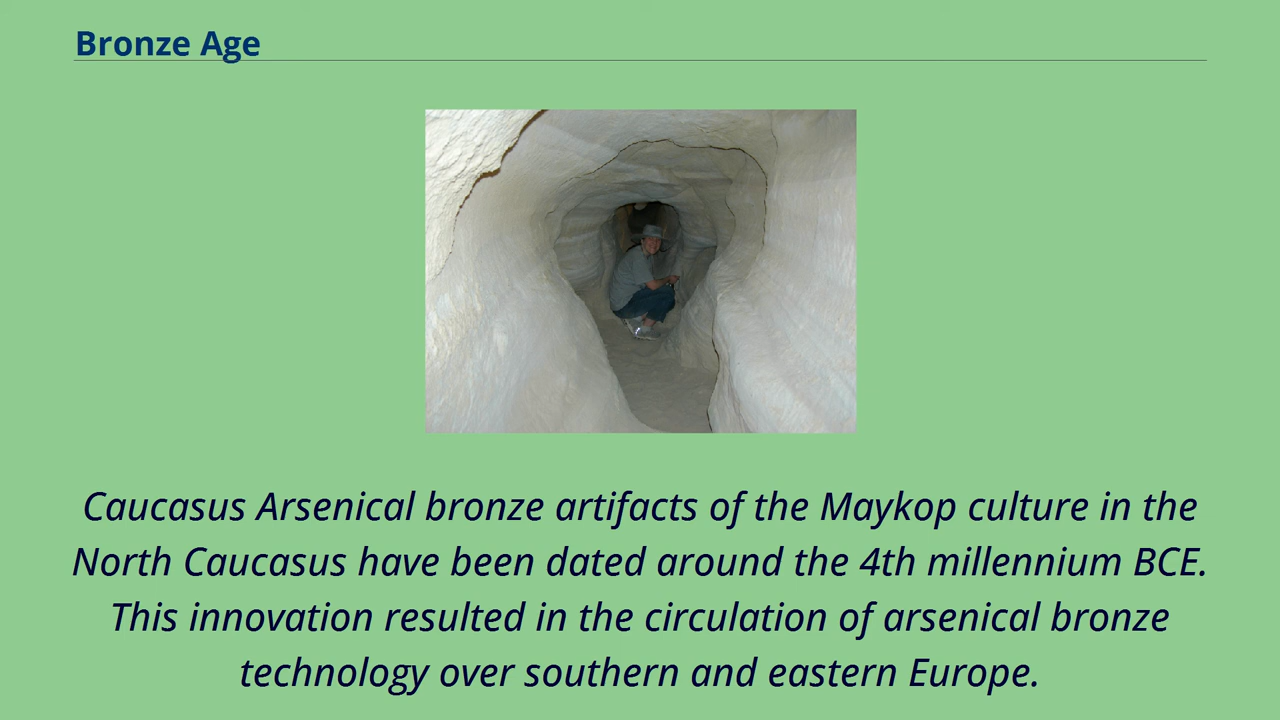 Bronze Age
Caucasus Arsenical bronze artifacts of the Maykop culture in the
North Caucasus have been dated around the 4th millennium BCE.
This innovation resulted in the circulation of arsenical bronze
technology over southern and eastern Europe.